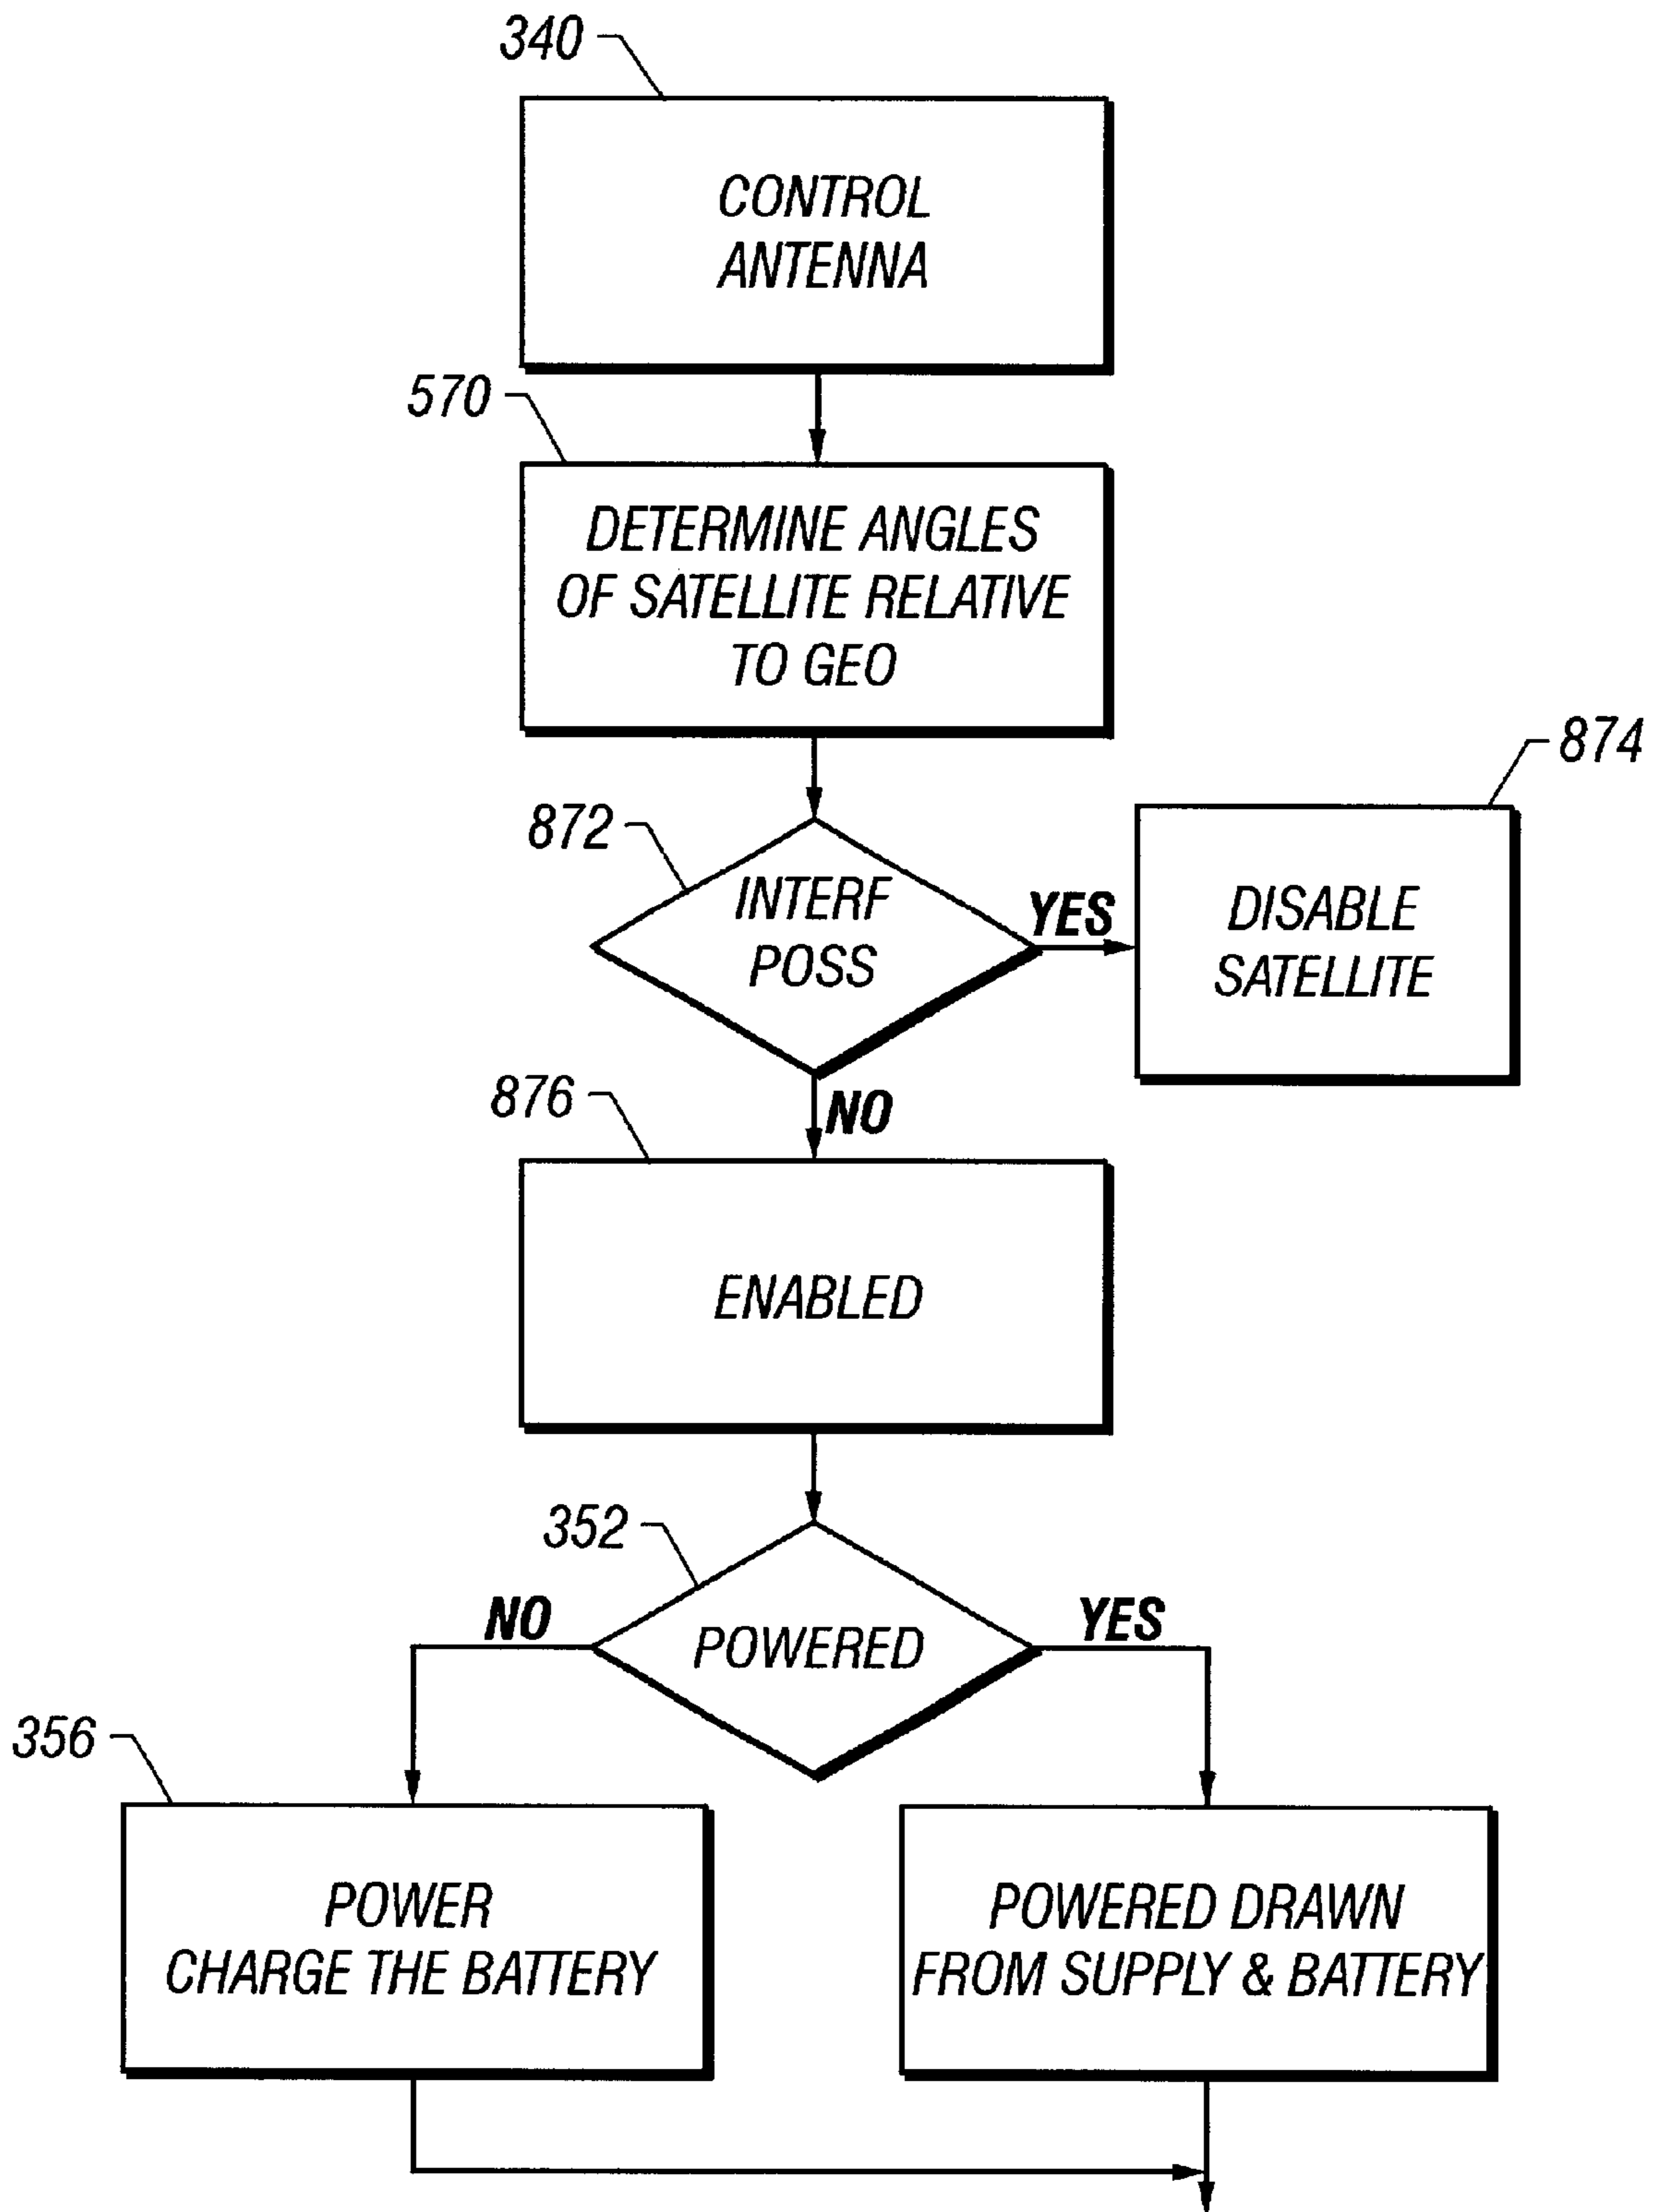 340
CONTROL
ANTENNA
570
DETERMINE ANGLES
OF SATELLITE RELATIVE
TO GEO
874
872
INTERF
POSS
YES
DISABLE
SATELLITE
876
NO
ENABLED
352
NO
POWERED
YES
356
POWER
CHARGE THE BATTERY
POWERED DRAWN
FROM SUPPLY & BATTERY